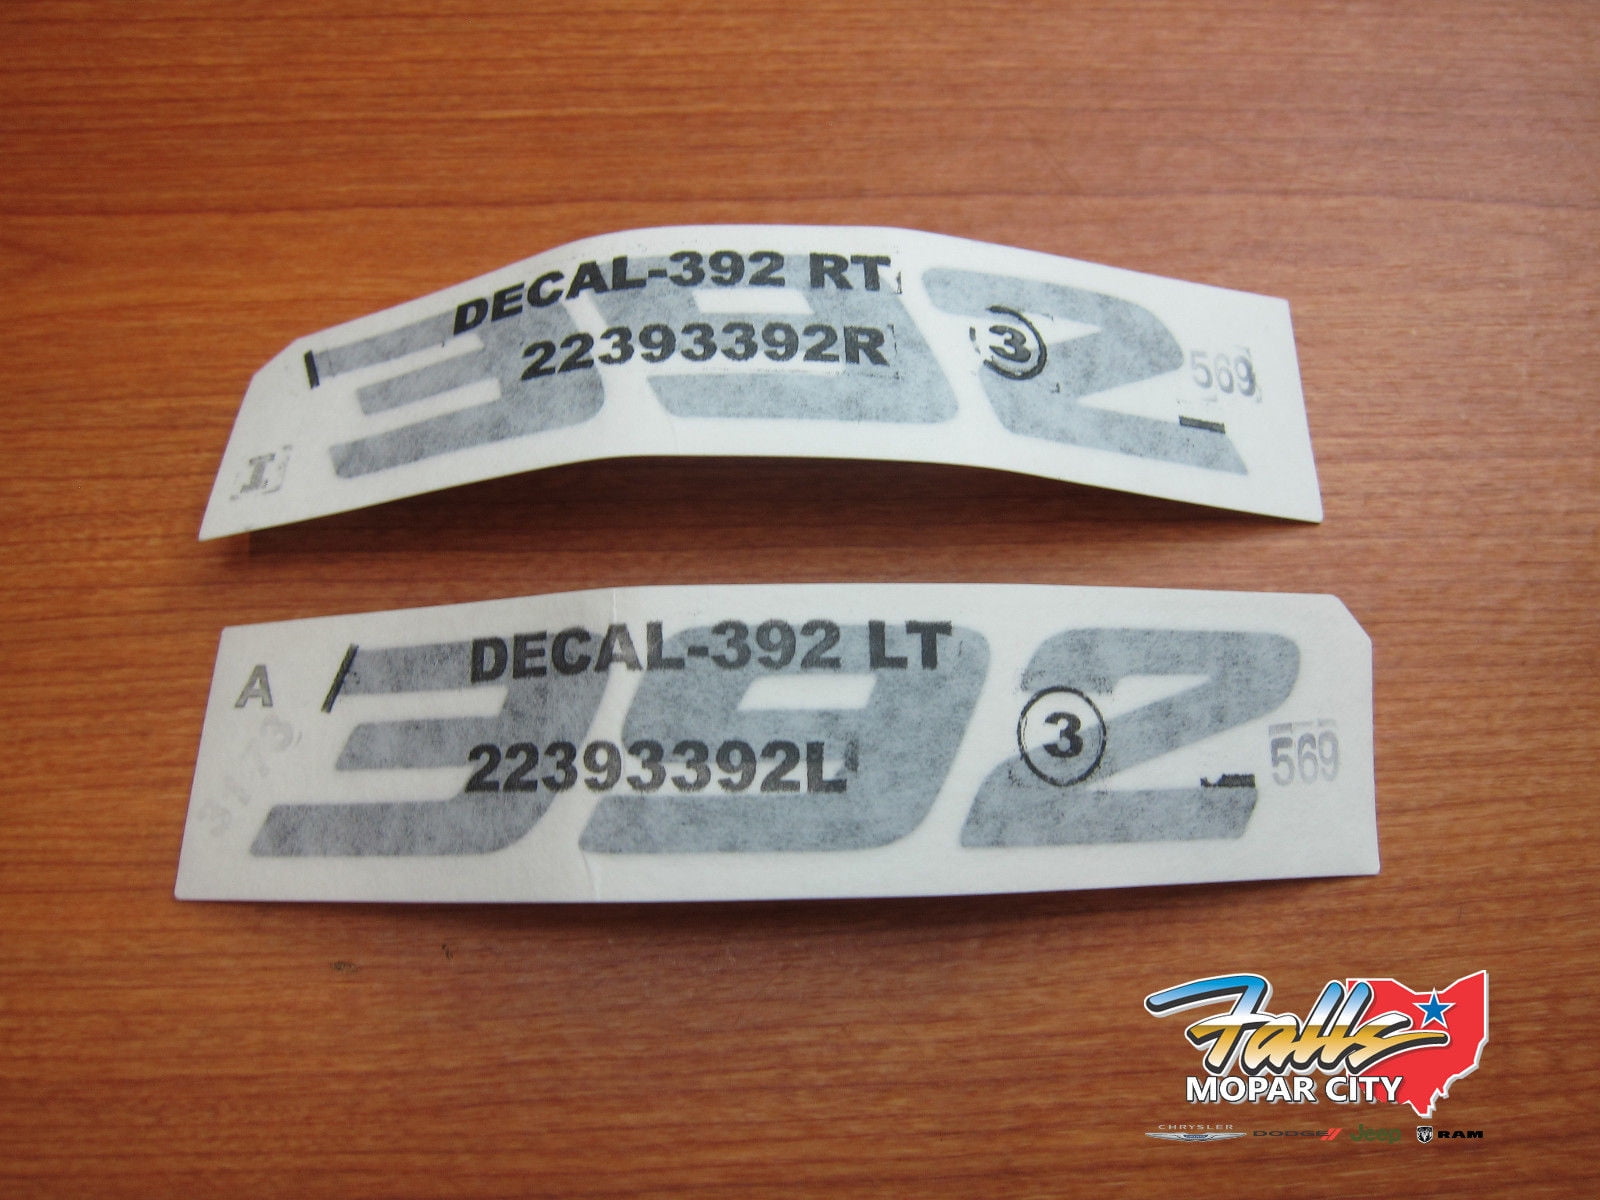 DECAL-392 RT
22393392R
3
569
I
392
DECAL-392 LT
22393392L
A
3
569
3173
392
Falls
MOPAR CITY
CHRYSLER DODGE Jeep RAM